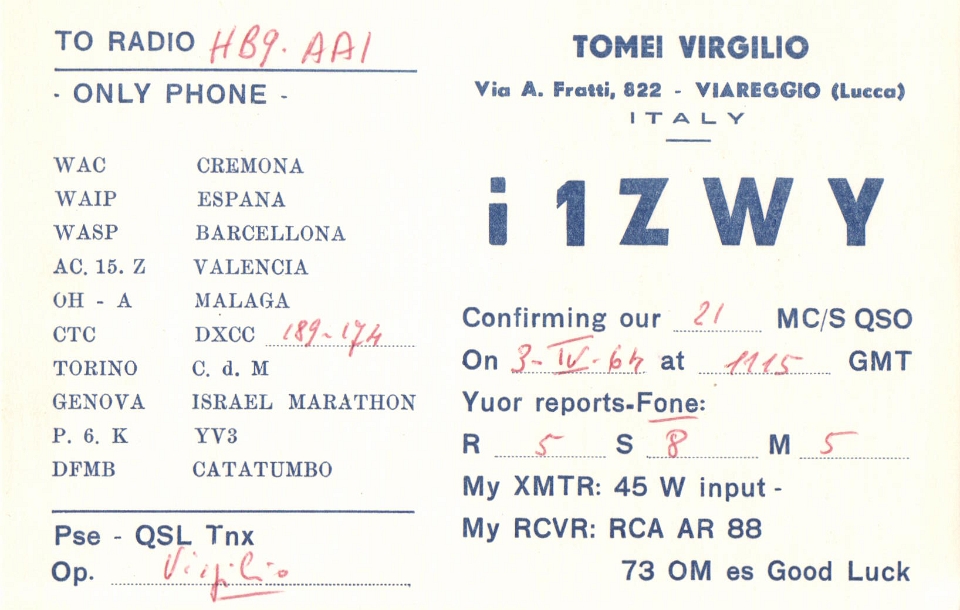 TO RADIO HB9.AA1
- ONLY PHONE -
WAC CREMONA
WAIP ESPANA
WASP BARCELLONA
AC. 15. Z VALENCIA
OH - A MALAGA
CTC DXCC 189-174
TORINO C. d. M
GENOVA ISRAEL MARATHON
P. 6. K YV3
DFMB CATATUMBO
Pse - QSL Tnx
Op. Virgilio
TOMEI VIRGILIO
Via A. Fratti, 822 - VIAREGGIO (Lucca)
ITALY
i1ZWY
Confirming our 21 MC/S QSO
On 3-IV-64 at 1115 GMT
Yuor reports-Fone:
R 5 S 8 M 5
My XMTR: 45 W input -
My RCVR: RCA AR 88
73 OM es Good Luck